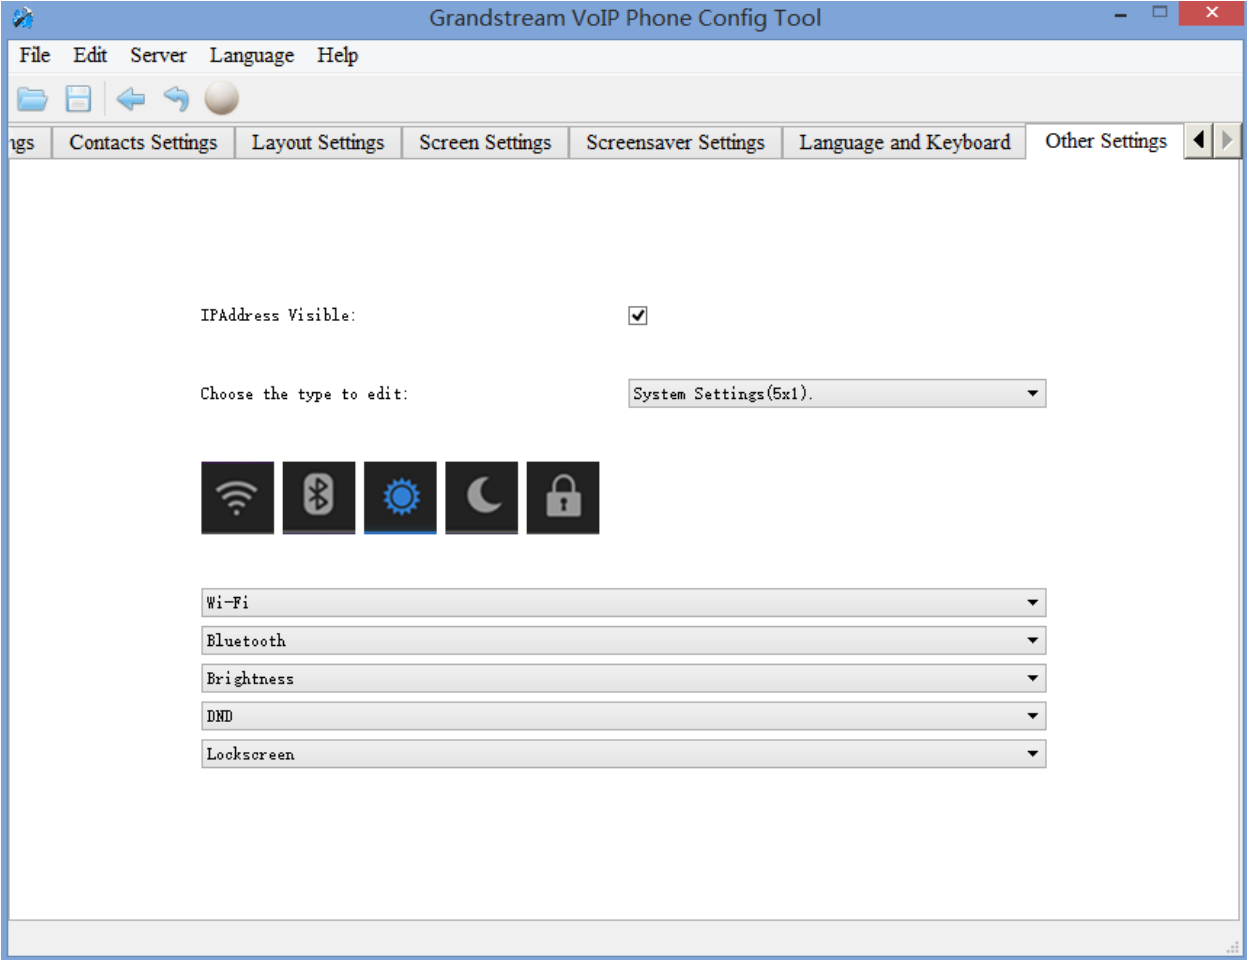 Grandstream VoIP Phone Config Tool
File Edit Server Language Help
Contacts Settings Layout Settings Screen Settings Screensaver Settings Language and Keyboard Other Settings
IPAddress Visible:
Choose the type to edit: System Settings(5x1).
Wi-Fi
Bluetooth
Brightness
DND
Lockscreen